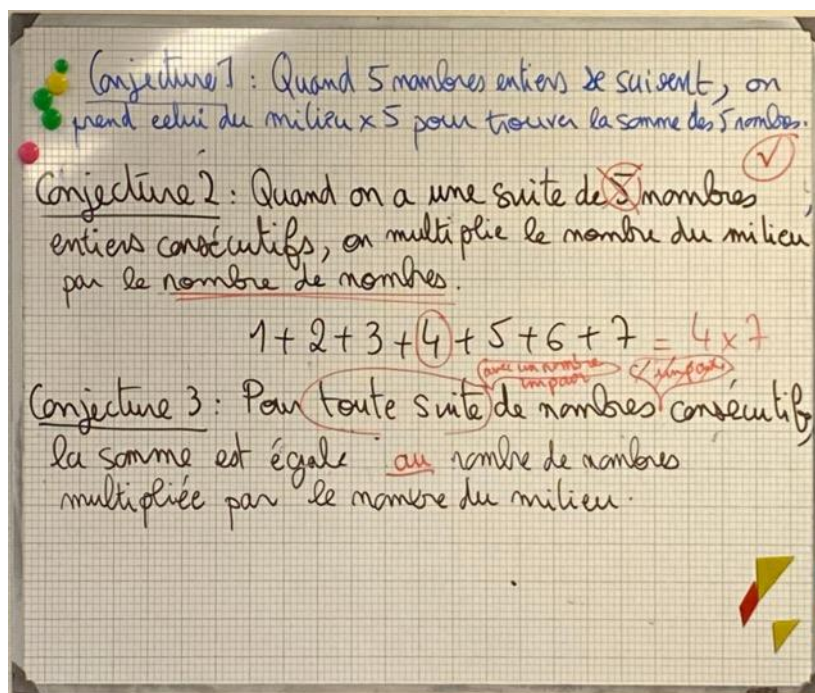 Conjecture 1 : Quand 5 nombres entiers se suivent, on
prend celui du milieu x 5 pour trouver la somme des 5 nombres.
Conjecture 2 : Quand on a une suite de 5 nombres
entiers consécutifs, on multiplie le nombre du milieu
par le nombre de nombres.
1 + 2 + 3 + 4 + 5 + 6 + 7 = 4 x 7
(avec un nombre
impair
Conjecture 3 : Pour toute suite de nombres consécutifs,
la somme est égale au nombre de nombres
multipliée par le nombre du milieu.